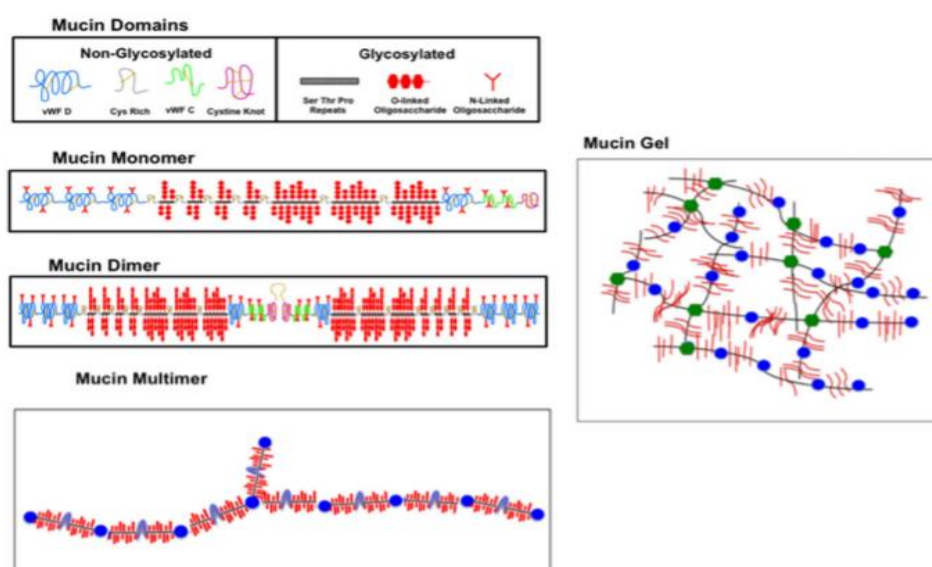 Mucin Domains
Non-Glycosylated
Glycosylated
vWF D
Cys Rich
vWF C
Cystine Knot
Ser Thr Pro
Repeats
O-linked
Oligosaccharide
N-Linked
Oligosaccharide
Mucin Monomer
Mucin Dimer
Mucin Multimer
Mucin Gel